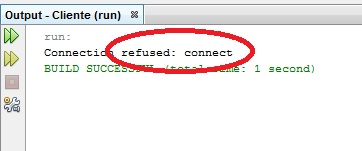 Output - Cliente (run)
run:
Connection refused: connect
BUILD SUCCESSFUL (total time: 1 second)